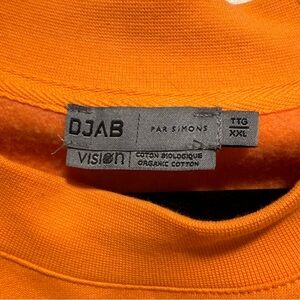 DJAB | PAR SIMONS
TTG
XXL
VISION
COTON BIOLOGIQUE
ORGANIC COTTON